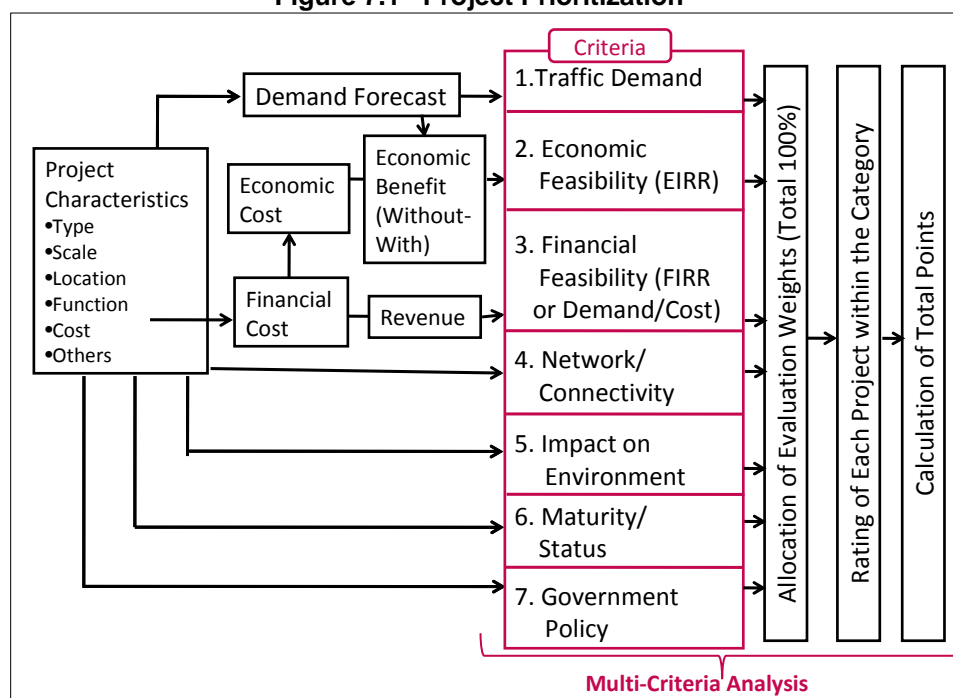 Figure 7.1 Project Prioritization
Criteria
1.Traffic Demand
Demand Forecast
Project
Characteristics
•Type
•Scale
•Location
•Function
•Cost
•Others
Economic
Cost
Economic
Benefit
(Without-
With)
2. Economic
Feasibility (EIRR)
Financial
Cost
Revenue
3. Financial
Feasibility (FIRR
or Demand/Cost)
4. Network/
Connectivity
5. Impact on
Environment
6. Maturity/
Status
7. Government
Policy
Allocation of Evaluation Weights (Total 100%)
Rating of Each Project within the Category
Calculation of Total Points
Multi-Criteria Analysis